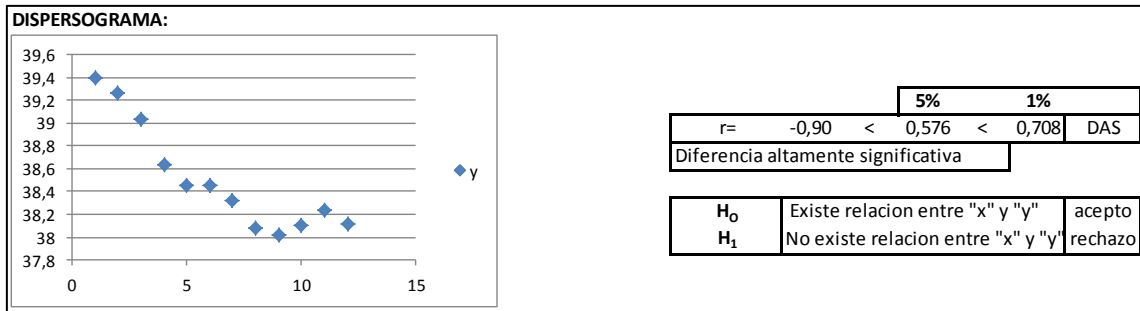 DISPERSOGRAMA:
39,6
39,4
39,2
39
38,8
38,6
38,4
38,2
38
37,8
0 5 10 15
y
5% 1%
r= -0,90 < 0,576 < 0,708 DAS
Diferencia altamente significativa
H₀ Existe relacion entre "x" y "y" acepto
H₁ No existe relacion entre "x" y "y" rechazo